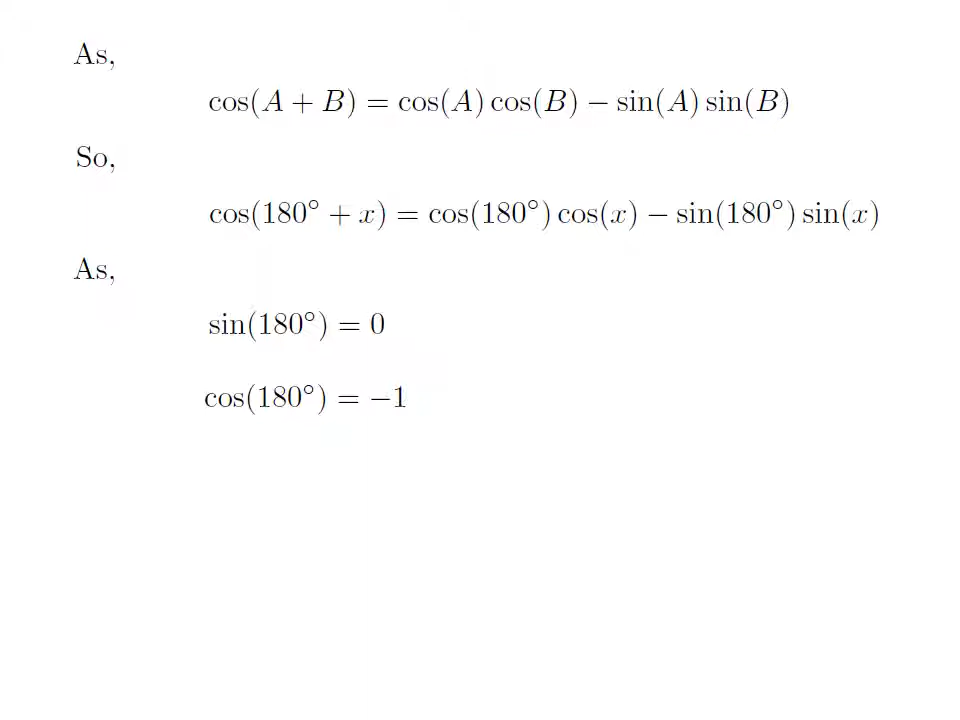 As,
cos(A + B) = cos(A) cos(B) − sin(A) sin(B)
So,
cos(180° + x) = cos(180°) cos(x) − sin(180°) sin(x)
As,
sin(180°) = 0
cos(180°) = −1